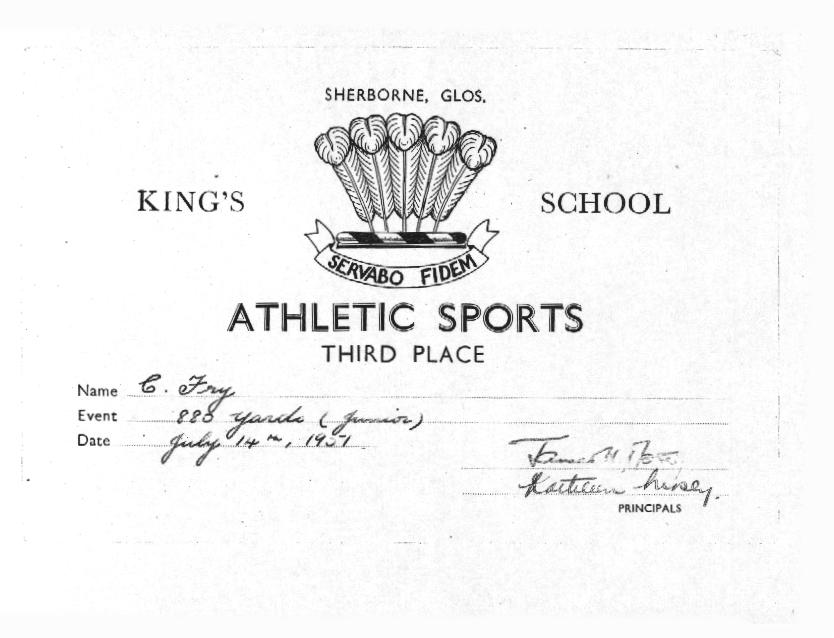 SHERBORNE, GLOS.
KING'S SCHOOL
SERVABO FIDEM
ATHLETIC SPORTS
THIRD PLACE
Name C. Fry
Event 880 Yards (Junior)
Date July 14th, 1951
James H.
Kathleen
PRINCIPALS